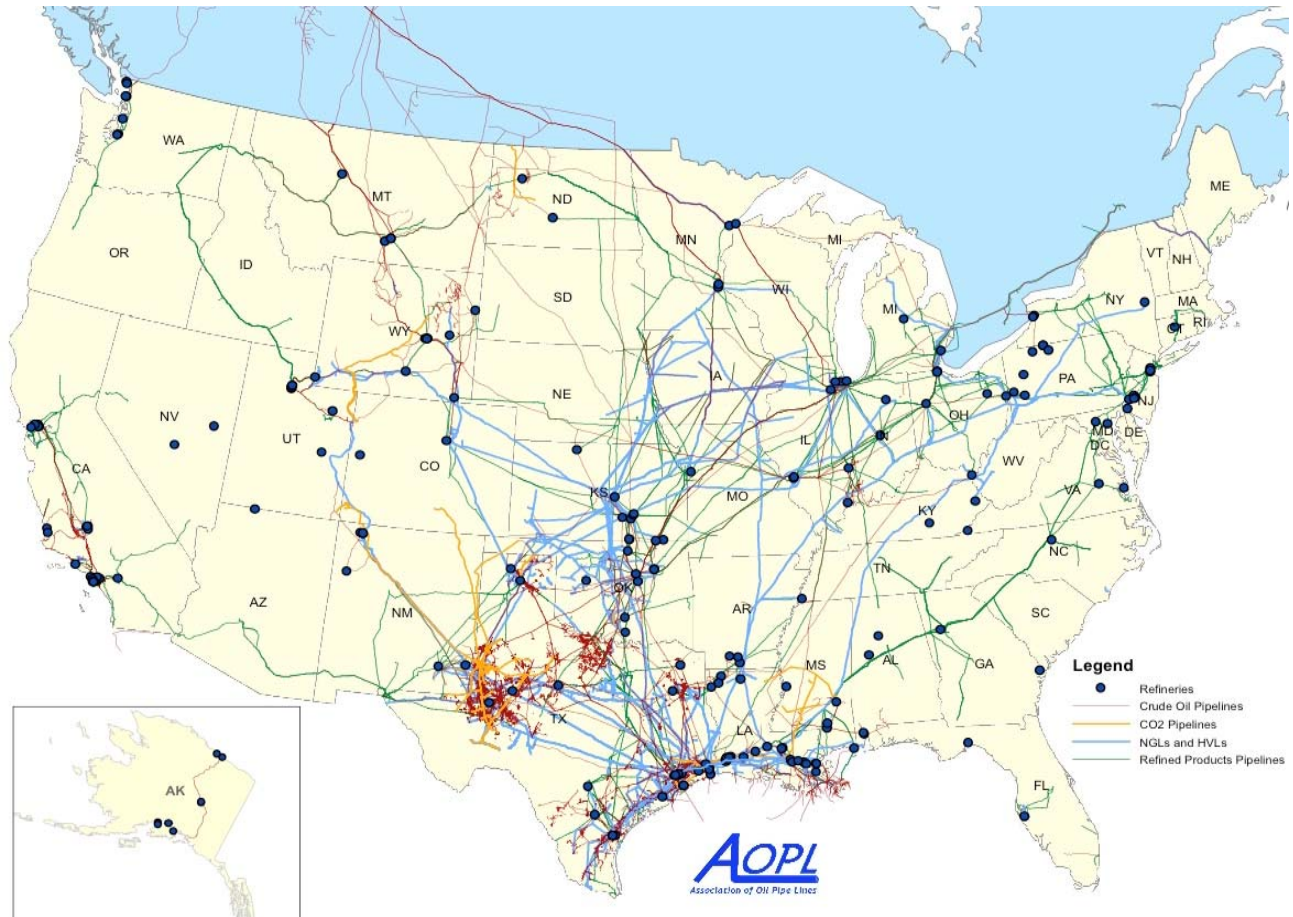 WA
MT
ND
MN
MI
ME
VT
NH
OR
ID
SD
WI
MI
NY
MA
RI
CT
WY
NE
IA
PA
NJ
OH
NV
UT
CO
IL
IN
MD
DE
DC
WV
CA
KS
MO
VA
KY
NC
TN
AZ
NM
OK
AR
SC
MS
AL
GA
TX
LA
FL
AK
Legend
Refineries
Crude Oil Pipelines
CO2 Pipelines
NGLs and HVLs
Refined Products Pipelines
AOPL
Association of Oil Pipe Lines